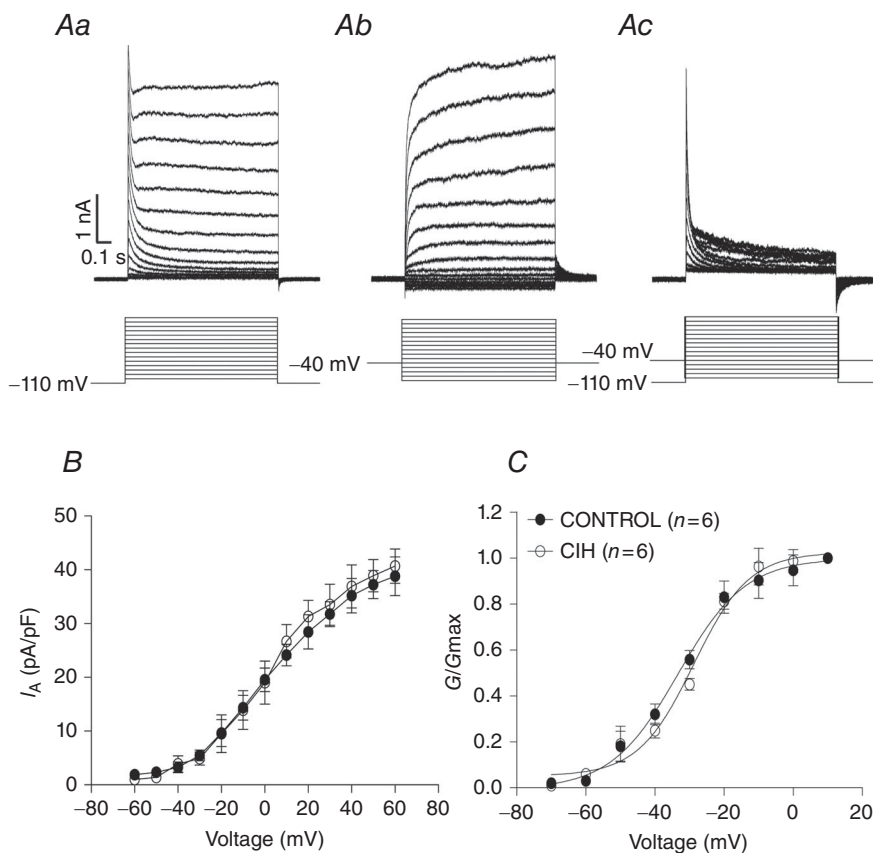 Aa
Ab
Ac
1 nA
0.1 s
−110 mV
−40 mV
−40 mV
−110 mV
B
50
40
30
20
10
0
I_A (pA/pF)
−80 −60 −40 −20 0 20 40 60 80
Voltage (mV)
C
CONTROL (n=6)
CIH (n=6)
1.2
1.0
0.8
0.6
0.4
0.2
0.0
G/Gmax
−80 −60 −40 −20 0 20
Voltage (mV)